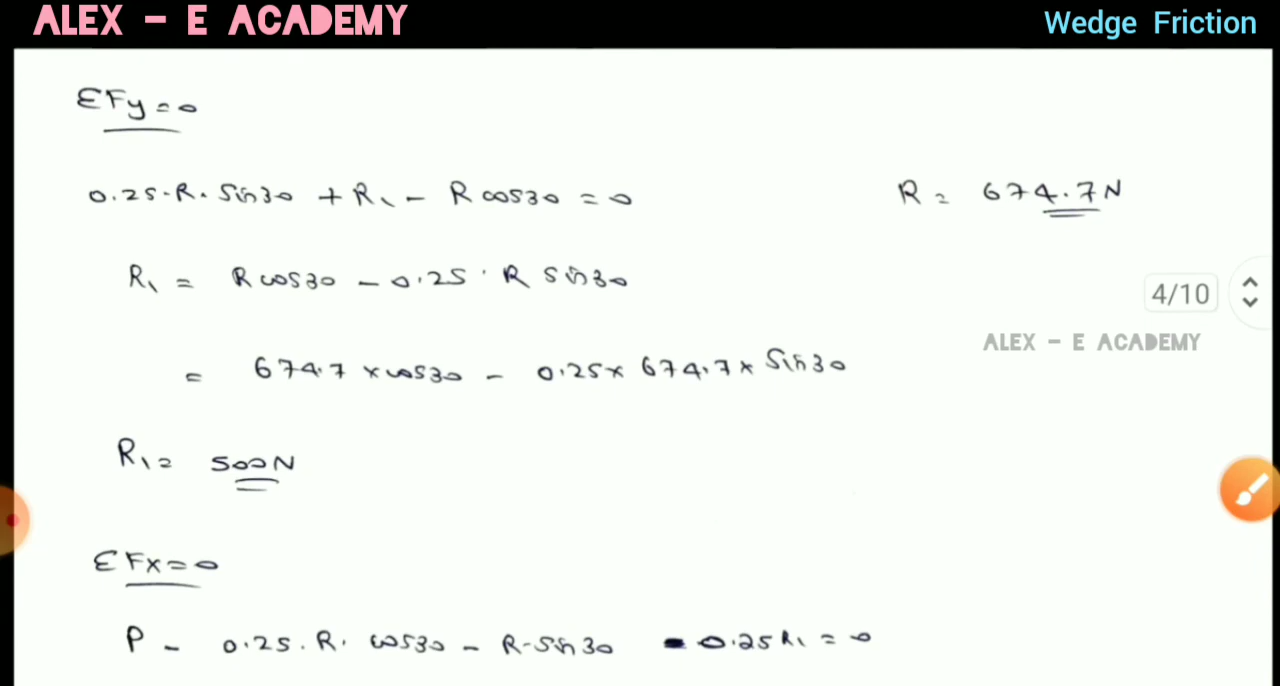 ALEX - E ACADEMY
Wedge Friction
ΣFy=0
0.25.R.Sin30 + R₁ - R cos30 = 0
R = 674.7N
R₁ = R cos30 - 0.25 . R Sin30
4/10
ALEX - E ACADEMY
= 674.7 x cos30 - 0.25 x 674.7 x Sin30
R₁ = 500N
ΣFx=0
P - 0.25.R. cos30 - R.Sin30 - 0.25R₁ = 0